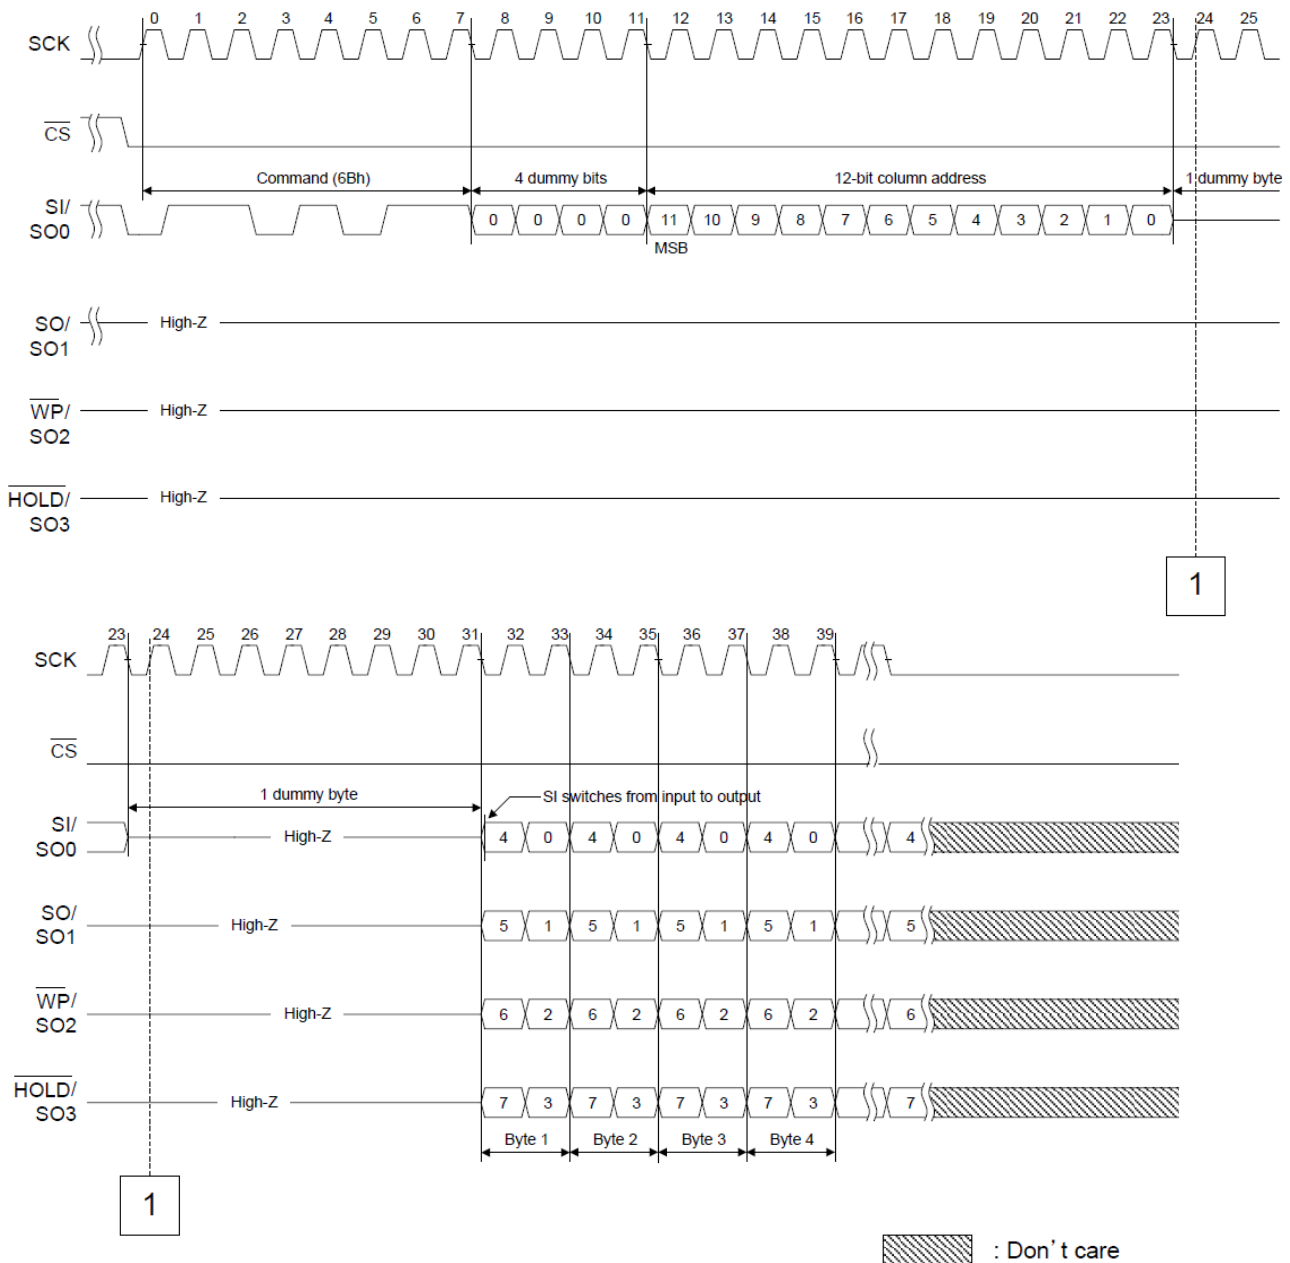 0 1 2 3 4 5 6 7 8 9 10 11 12 13 14 15 16 17 18 19 20 21 22 23 24 25
SCK
CS
Command (6Bh) 4 dummy bits 12-bit column address 1 dummy byte
SI/
SO0
0 0 0 0 11 10 9 8 7 6 5 4 3 2 1 0
MSB
SO/
SO1
High-Z
WP/
SO2
High-Z
HOLD/
SO3
High-Z
1
23 24 25 26 27 28 29 30 31 32 33 34 35 36 37 38 39
SCK
CS
1 dummy byte
SI switches from input to output
SI/
SO0
High-Z
4 0 4 0 4 0 4 0 4
SO/
SO1
High-Z
5 1 5 1 5 1 5 1 5
WP/
SO2
High-Z
6 2 6 2 6 2 6 2 6
HOLD/
SO3
High-Z
7 3 7 3 7 3 7 3 7
Byte 1 Byte 2 Byte 3 Byte 4
1
: Don't care